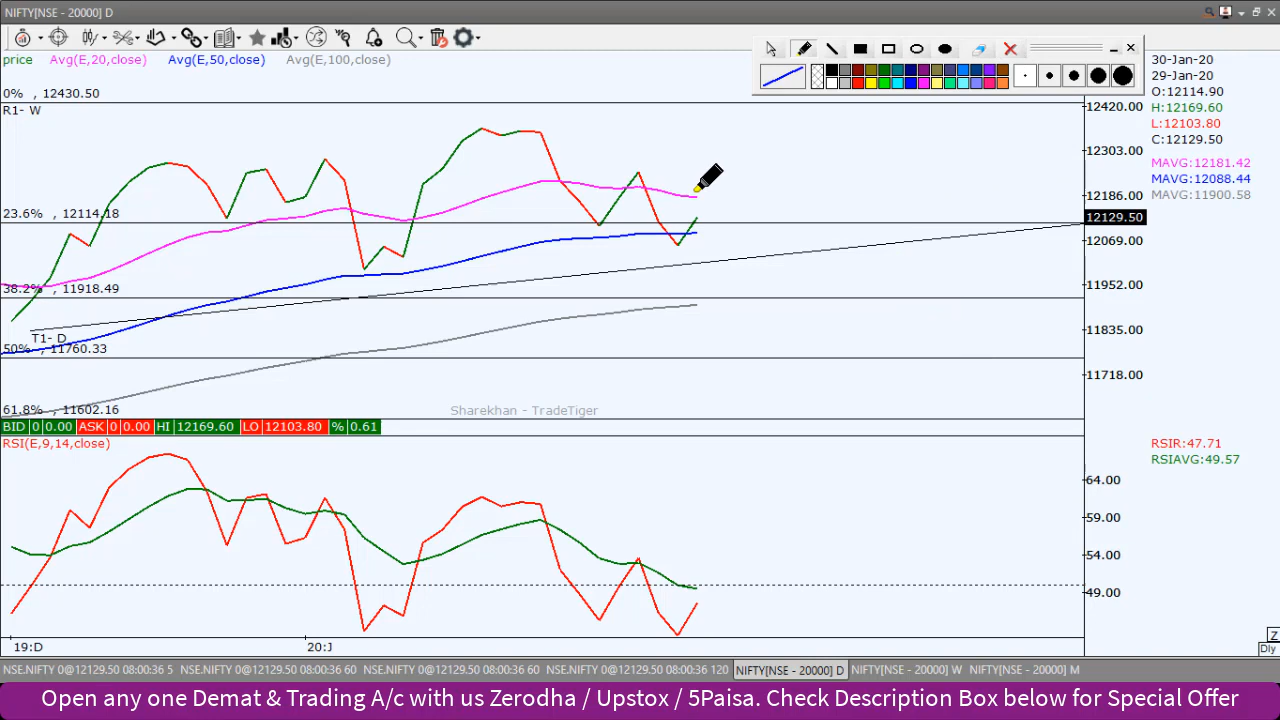 NIFTY[NSE - 20000] D
price Avg(E,20,close) Avg(E,50,close) Avg(E,100,close)
0% , 12430.50
R1- W
23.6% , 12114.18
38.2% , 11918.49
T1- D
50% , 11760.33
61.8% , 11602.16
Sharekhan - TradeTiger
12420.00
12303.00
12186.00
12129.50
12069.00
11952.00
11835.00
11718.00
30-Jan-20
29-Jan-20
O:12114.90
H:12169.60
L:12103.80
C:12129.50
MAVG:12181.42
MAVG:12088.44
MAVG:11900.58
BID 0 0.00 ASK 0 0.00 HI 12169.60 LO 12103.80 % 0.61
RSI(E,9,14,close)
RSIR:47.71
RSIAVG:49.57
64.00
59.00
54.00
49.00
19:D 20:J
Z
Dly
NSE.NIFTY 0@12129.50 08:00:36 5 NSE.NIFTY 0@12129.50 08:00:36 60 NSE.NIFTY 0@12129.50 08:00:36 60 NSE.NIFTY 0@12129.50 08:00:36 120 NIFTY[NSE - 20000] D NIFTY[NSE - 20000] W NIFTY[NSE - 20000] M
Open any one Demat & Trading A/c with us Zerodha / Upstox / 5Paisa. Check Description Box below for Special Offer